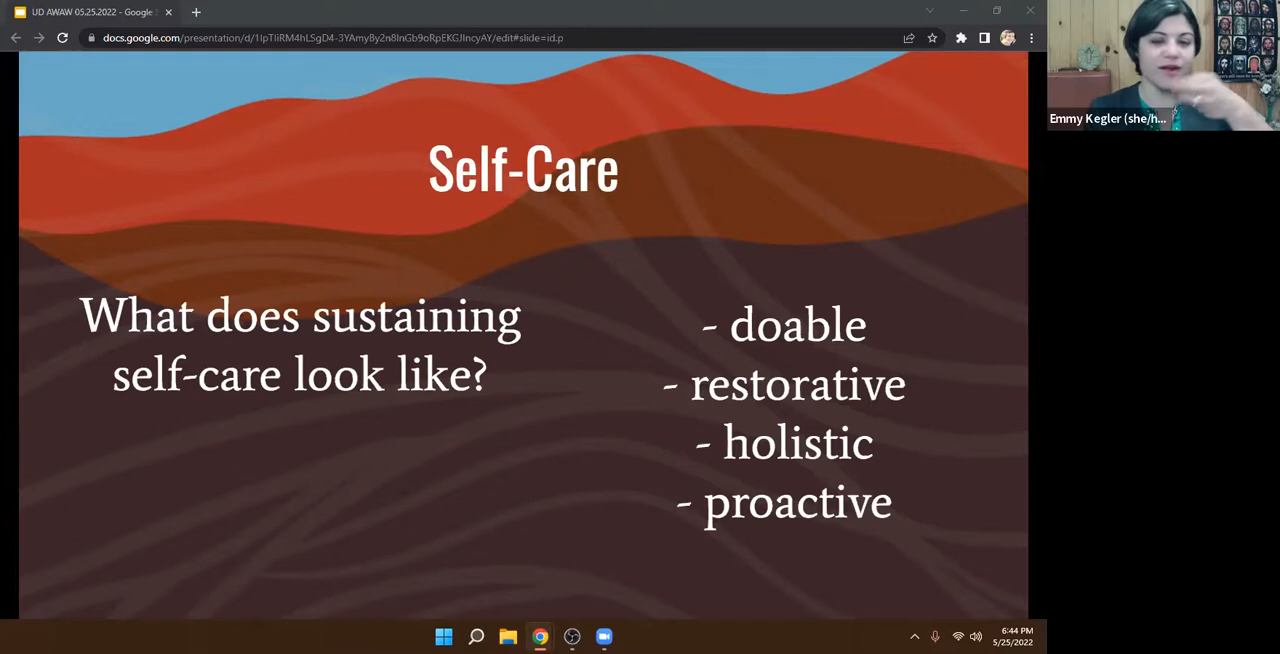 UD AWAW 05.25.2022 - Google
docs.google.com/presentation/d/1IpTIiRM4hLSgD4-3YAmyBy2n8InGb9oRpEKGJIncyAY/edit#slide=id.p
Emmy Kegler (she/h...
Self-Care
What does sustaining
self-care look like?
- doable
- restorative
- holistic
- proactive
6:44 PM
5/25/2022